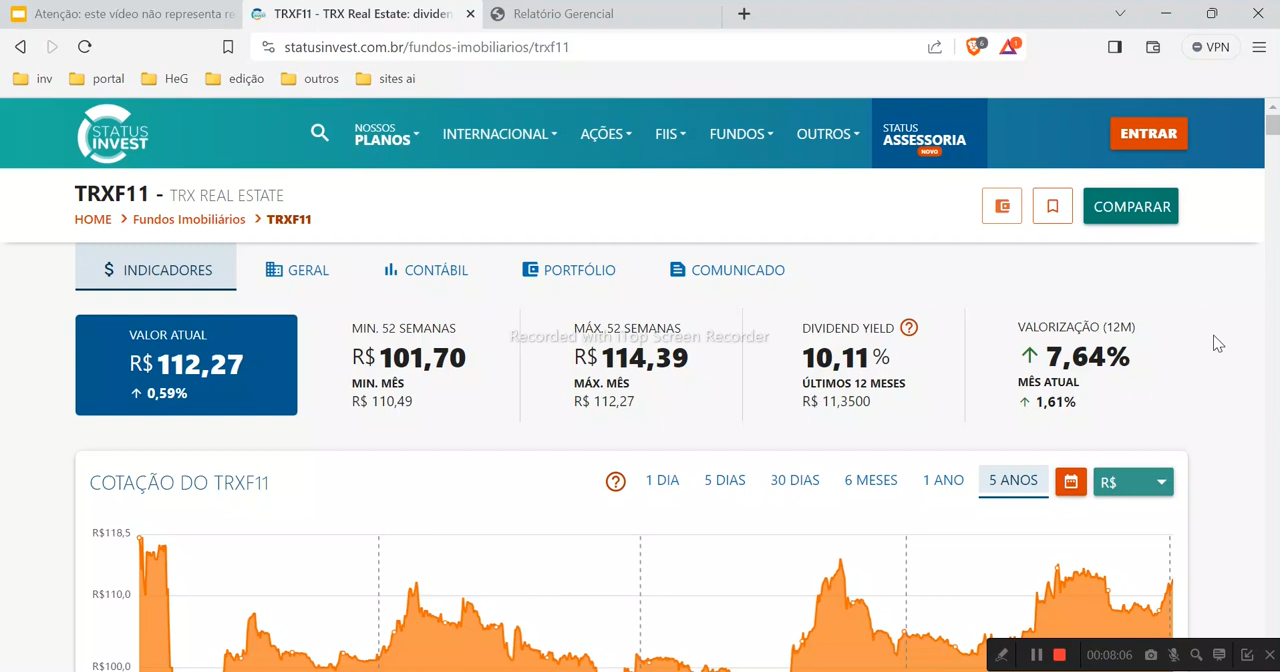 Atenção: este vídeo não representa re
TRXF11 - TRX Real Estate: dividen
Relatório Gerencial
statusinvest.com.br/fundos-imobiliarios/trxf11
6
1
VPN
inv
portal
HeG
edição
outros
sites ai
STATUS
INVEST
NOSSOS
PLANOS
INTERNACIONAL
AÇÕES
FIIS
FUNDOS
OUTROS
STATUS
ASSESSORIA
NOVO
ENTRAR
TRXF11 - TRX REAL ESTATE
HOME > Fundos Imobiliários > TRXF11
COMPARAR
INDICADORES
GERAL
CONTÁBIL
PORTFÓLIO
COMUNICADO
VALOR ATUAL
R$ 112,27
0,59%
MIN. 52 SEMANAS
R$ 101,70
MIN. MÊS
R$ 110,49
MÁX. 52 SEMANAS
R$ 114,39
MÁX. MÊS
R$ 112,27
DIVIDEND YIELD ?
10,11 %
ÚLTIMOS 12 MESES
R$ 11,3500
VALORIZAÇÃO (12M)
7,64%
MÊS ATUAL
1,61%
Recorded with iTop Screen Recorder
COTAÇÃO DO TRXF11
? 1 DIA 5 DIAS 30 DIAS 6 MESES 1 ANO 5 ANOS R$
R$118,5
R$110,0
R$100,0
00:08:06